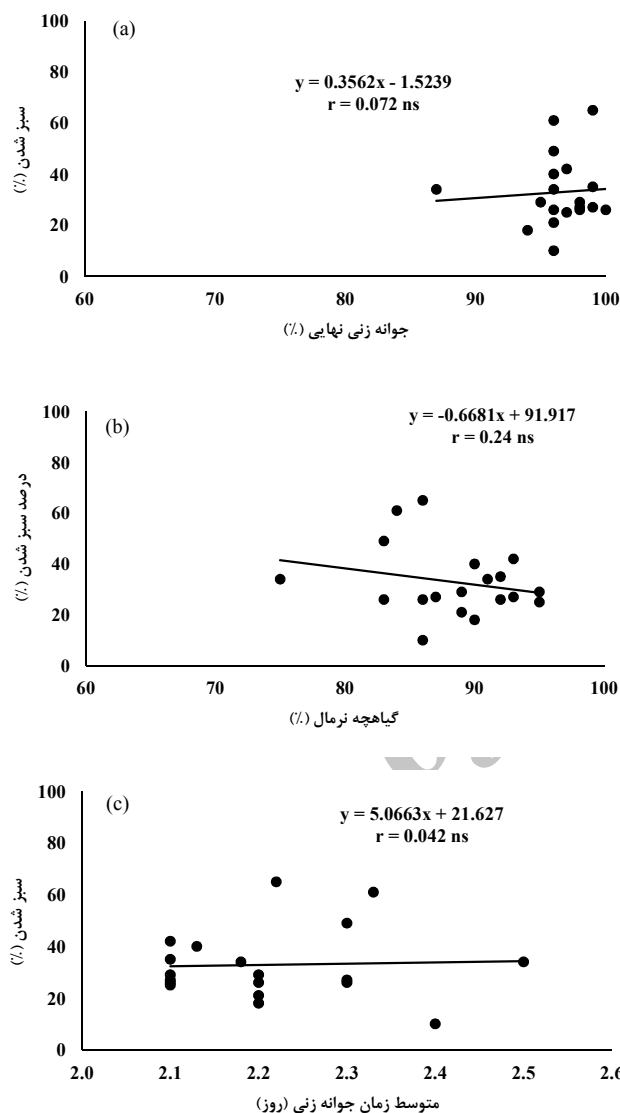 (a)
y = 0.3562x - 1.5239
r = 0.072 ns
سبز شدن (٪)
100
80
60
40
20
0
60 70 80 90 100
جوانه زنی نهایی (٪)
(b)
y = -0.6681x + 91.917
r = 0.24 ns
درصد سبز شدن (٪)
100
80
60
40
20
0
60 70 80 90 100
گیاهچه نرمال (٪)
(c)
y = 5.0663x + 21.627
r = 0.042 ns
سبز شدن (٪)
100
80
60
40
20
0
2.0 2.1 2.2 2.3 2.4 2.5 2.6
متوسط زمان جوانه زنی (روز)